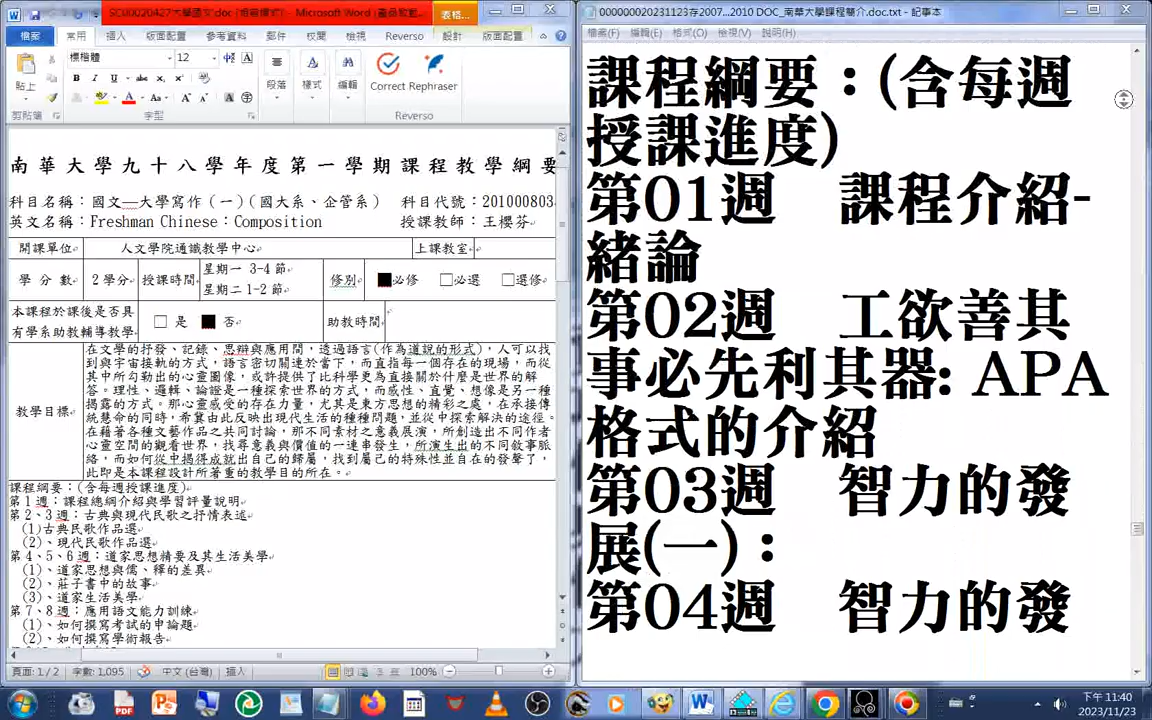 SC00020427大學國文.doc [相容模式] - Microsoft Word (產品啟動...
表格...
檔案
常用
插入
版面配置
參考資料
郵件
校閱
檢視
Reverso
設計
版面配置
標楷體
12
貼上
段落
樣式
編輯
Correct Rephraser
剪貼簿
字型
Reverso
南華大學九十八學年度第一學期課程教學綱要
科目名稱：國文—大學寫作(一)(國大系、企管系)
科目代號：201000803
英文名稱：Freshman Chinese：Composition
授課教師：王櫻芬
開課單位
人文學院通識教學中心
上課教室
學 分 數
2 學分
授課時間
星期一 3-4 節
星期二 1-2 節
修別
■必修
□必選
□選修
本課程於課後是否具
有學系助教輔導教學
□ 是
■ 否
助教時間
教學目標
在文學的抒發、記錄、思辯與應用間，透過語言(作為道說的形式)，人可以找
到與宇宙接軌的方式，語言密切關連於當下，而直指每一個存在的現場，而從
其中所勾勒出的心靈圖像，或許提供了比科學更為直接關於什麼是世界的解
答。理性、邏輯、論證是一種探索世界的方式，而感性、直覺、想像是另一種
揭露的方式。那心靈感受的存在力量，尤其是東方思想的精彩之處，在承接傳
統慧命的同時，希冀由此反映出現代生活的種種問題，並從中探索解決的途徑。
在藉著各種文藝作品之共同討論，那不同素材之意義展演，所創造出不同作者
心靈空間的觀看世界，找尋意義與價值的一連串發生，所演生出的不同敘事脈
絡，而如何從中揭得成就出自己的歸屬，找到屬己的特殊性並自在的發聲了，
此即是本課程設計所著重的教學目的所在。
課程綱要：(含每週授課進度)
第 1 週：課程總綱介紹與學習評量說明
第 2、3 週：古典與現代民歌之抒情表述
(1)古典民歌作品選
(2)、現代民歌作品選
第 4、5、6 週：道家思想精要及其生活美學
(1)、道家思想與儒、釋的差異
(2)、莊子書中的故事
(3)、道家生活美學
第 7、8 週：應用語文能力訓練
(1)、如何撰寫考試的申論題
(2)、如何撰寫學術報告
頁面：1 / 2
字數：1,095
中文 (台灣)
插入
100%
000000020231123存2007...2010 DOC_南華大學課程簡介.doc.txt - 記事本
檔案(F)
編輯(E)
格式(O)
檢視(V)
說明(H)
課程綱要：(含每週
授課進度)
第01週　課程介紹-
緒論
第02週　工欲善其
事必先利其器: APA
格式的介紹
第03週　智力的發
展(一)：
第04週　智力的發
下午 11:40
2023/11/23